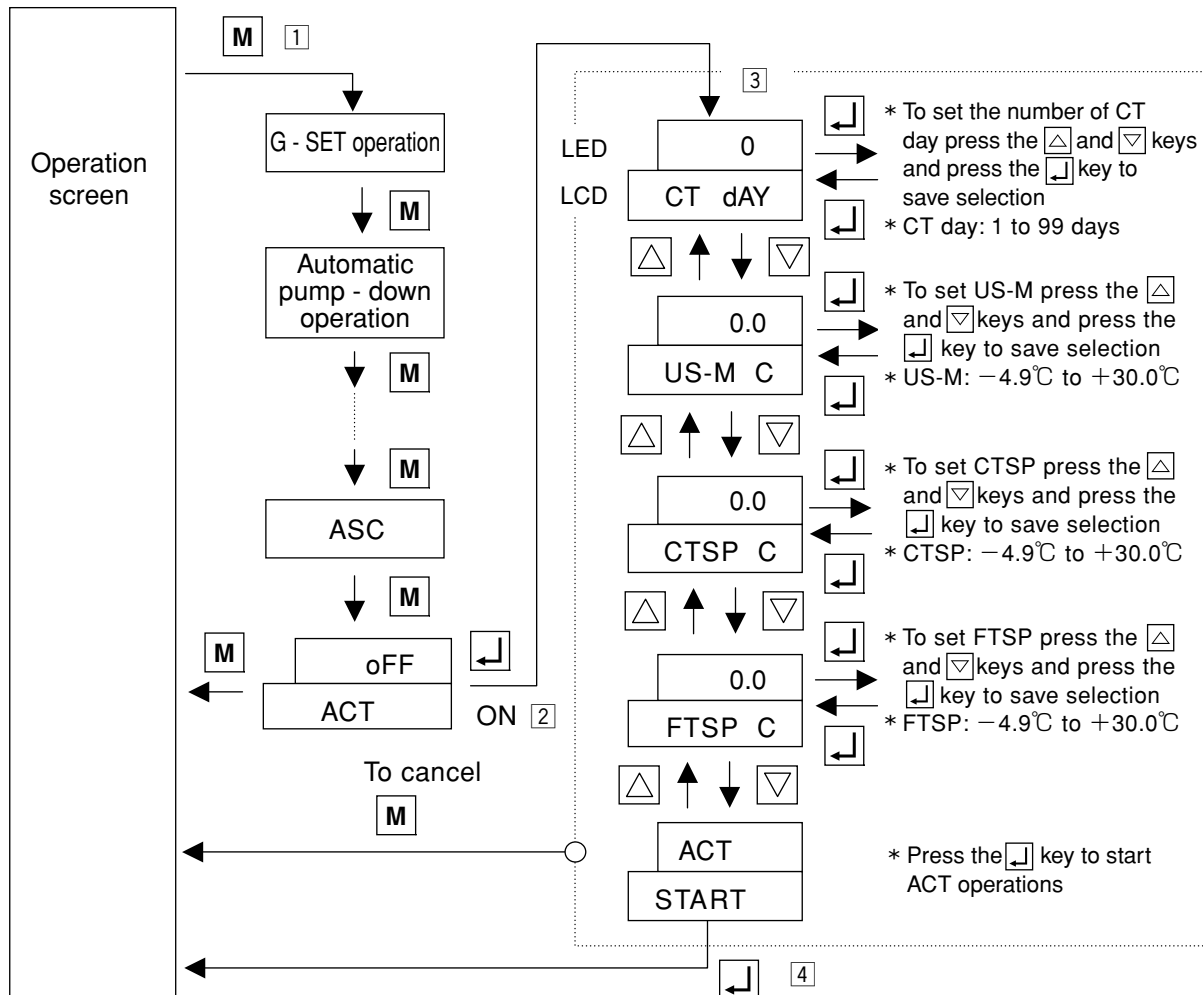 M 1
Operation
screen
G - SET operation
M
Automatic
pump - down
operation
M
M
ASC
M
M
oFF
ACT
ON 2
To cancel
M
3
LED
LCD
0
CT dAY
* To set the number of CT
day press the △ and ▽ keys
and press the ↵ key to
save selection
* CT day: 1 to 99 days
△ ▽
0.0
US-M C
* To set US-M press the △
and ▽ keys and press the
↵ key to save selection
* US-M: −4.9℃ to +30.0℃
△ ▽
0.0
CTSP C
* To set CTSP press the △
and ▽ keys and press the
↵ key to save selection
* CTSP: −4.9℃ to +30.0℃
△ ▽
0.0
FTSP C
* To set FTSP press the △
and ▽ keys and press the
↵ key to save selection
* FTSP: −4.9℃ to +30.0℃
△ ▽
ACT
START
* Press the ↵ key to start
ACT operations
↵ 4